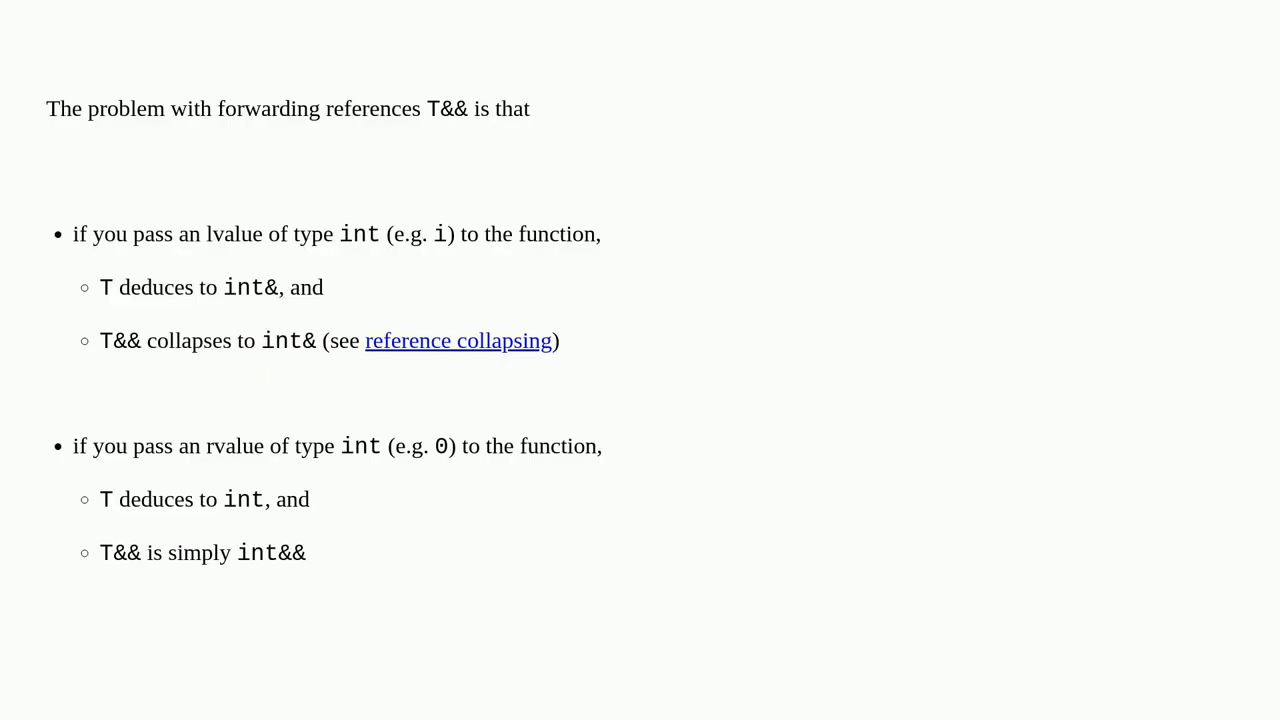 The problem with forwarding references T&& is that
• if you pass an lvalue of type int (e.g. i) to the function,
○ T deduces to int&, and
○ T&& collapses to int& (see reference collapsing)
• if you pass an rvalue of type int (e.g. 0) to the function,
○ T deduces to int, and
○ T&& is simply int&&